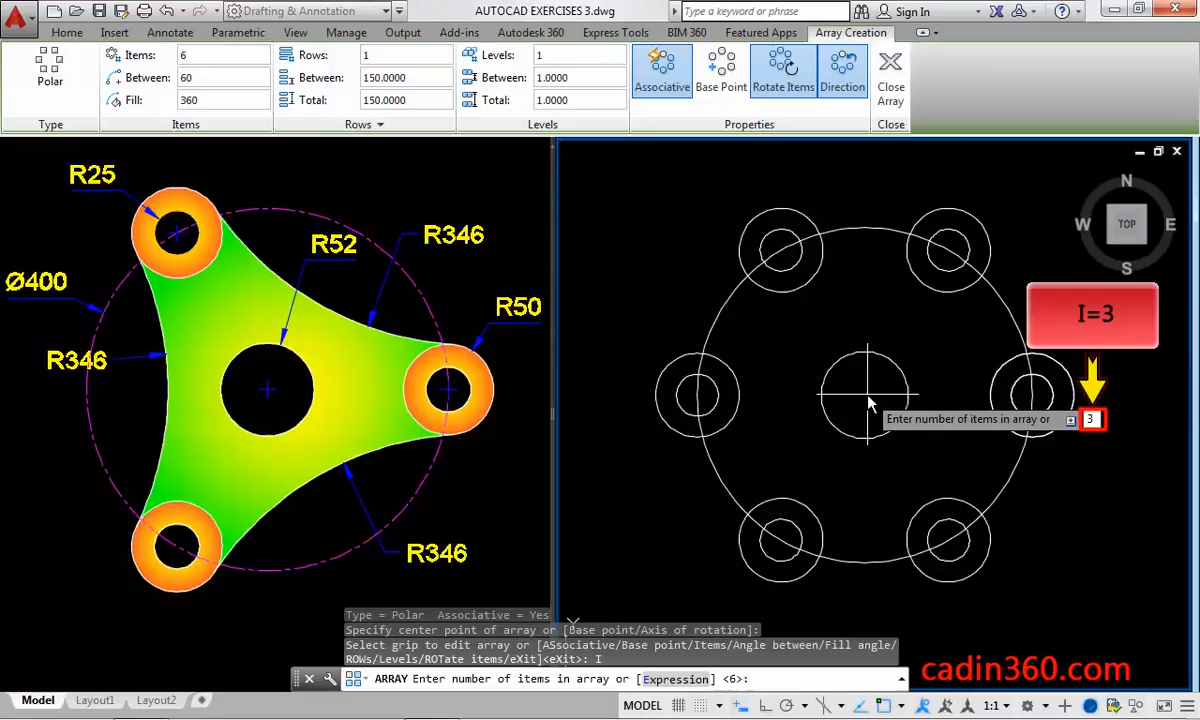 Drafting & Annotation
AUTOCAD EXERCISES 3.dwg
Type a keyword or phrase
Sign In
Home Insert Annotate Parametric View Manage Output Add-ins Autodesk 360 Express Tools BIM 360 Featured Apps Array Creation
Polar
Items: 6
Between: 60
Fill: 360
Rows: 1
Between: 150.0000
Total: 150.0000
Levels: 1
Between: 1.0000
Total: 1.0000
Associative Base Point Rotate Items Direction
Close
Array
Type Items Rows Levels Properties Close
R25
R346
R52
Ø400
R50
R346
R346
N
W TOP E
S
I=3
Enter number of items in array or 3
Type = Polar Associative = Yes
Specify center point of array or [Base point/Axis of rotation]:
Select grip to edit array or [ASsociative/Base point/Items/Angle between/Fill angle/
ROWs/Levels/ROTate items/eXit]<eXit>: I
ARRAY Enter number of items in array or [Expression] <6>:
cadin360.com
Model Layout1 Layout2
MODEL 1:1